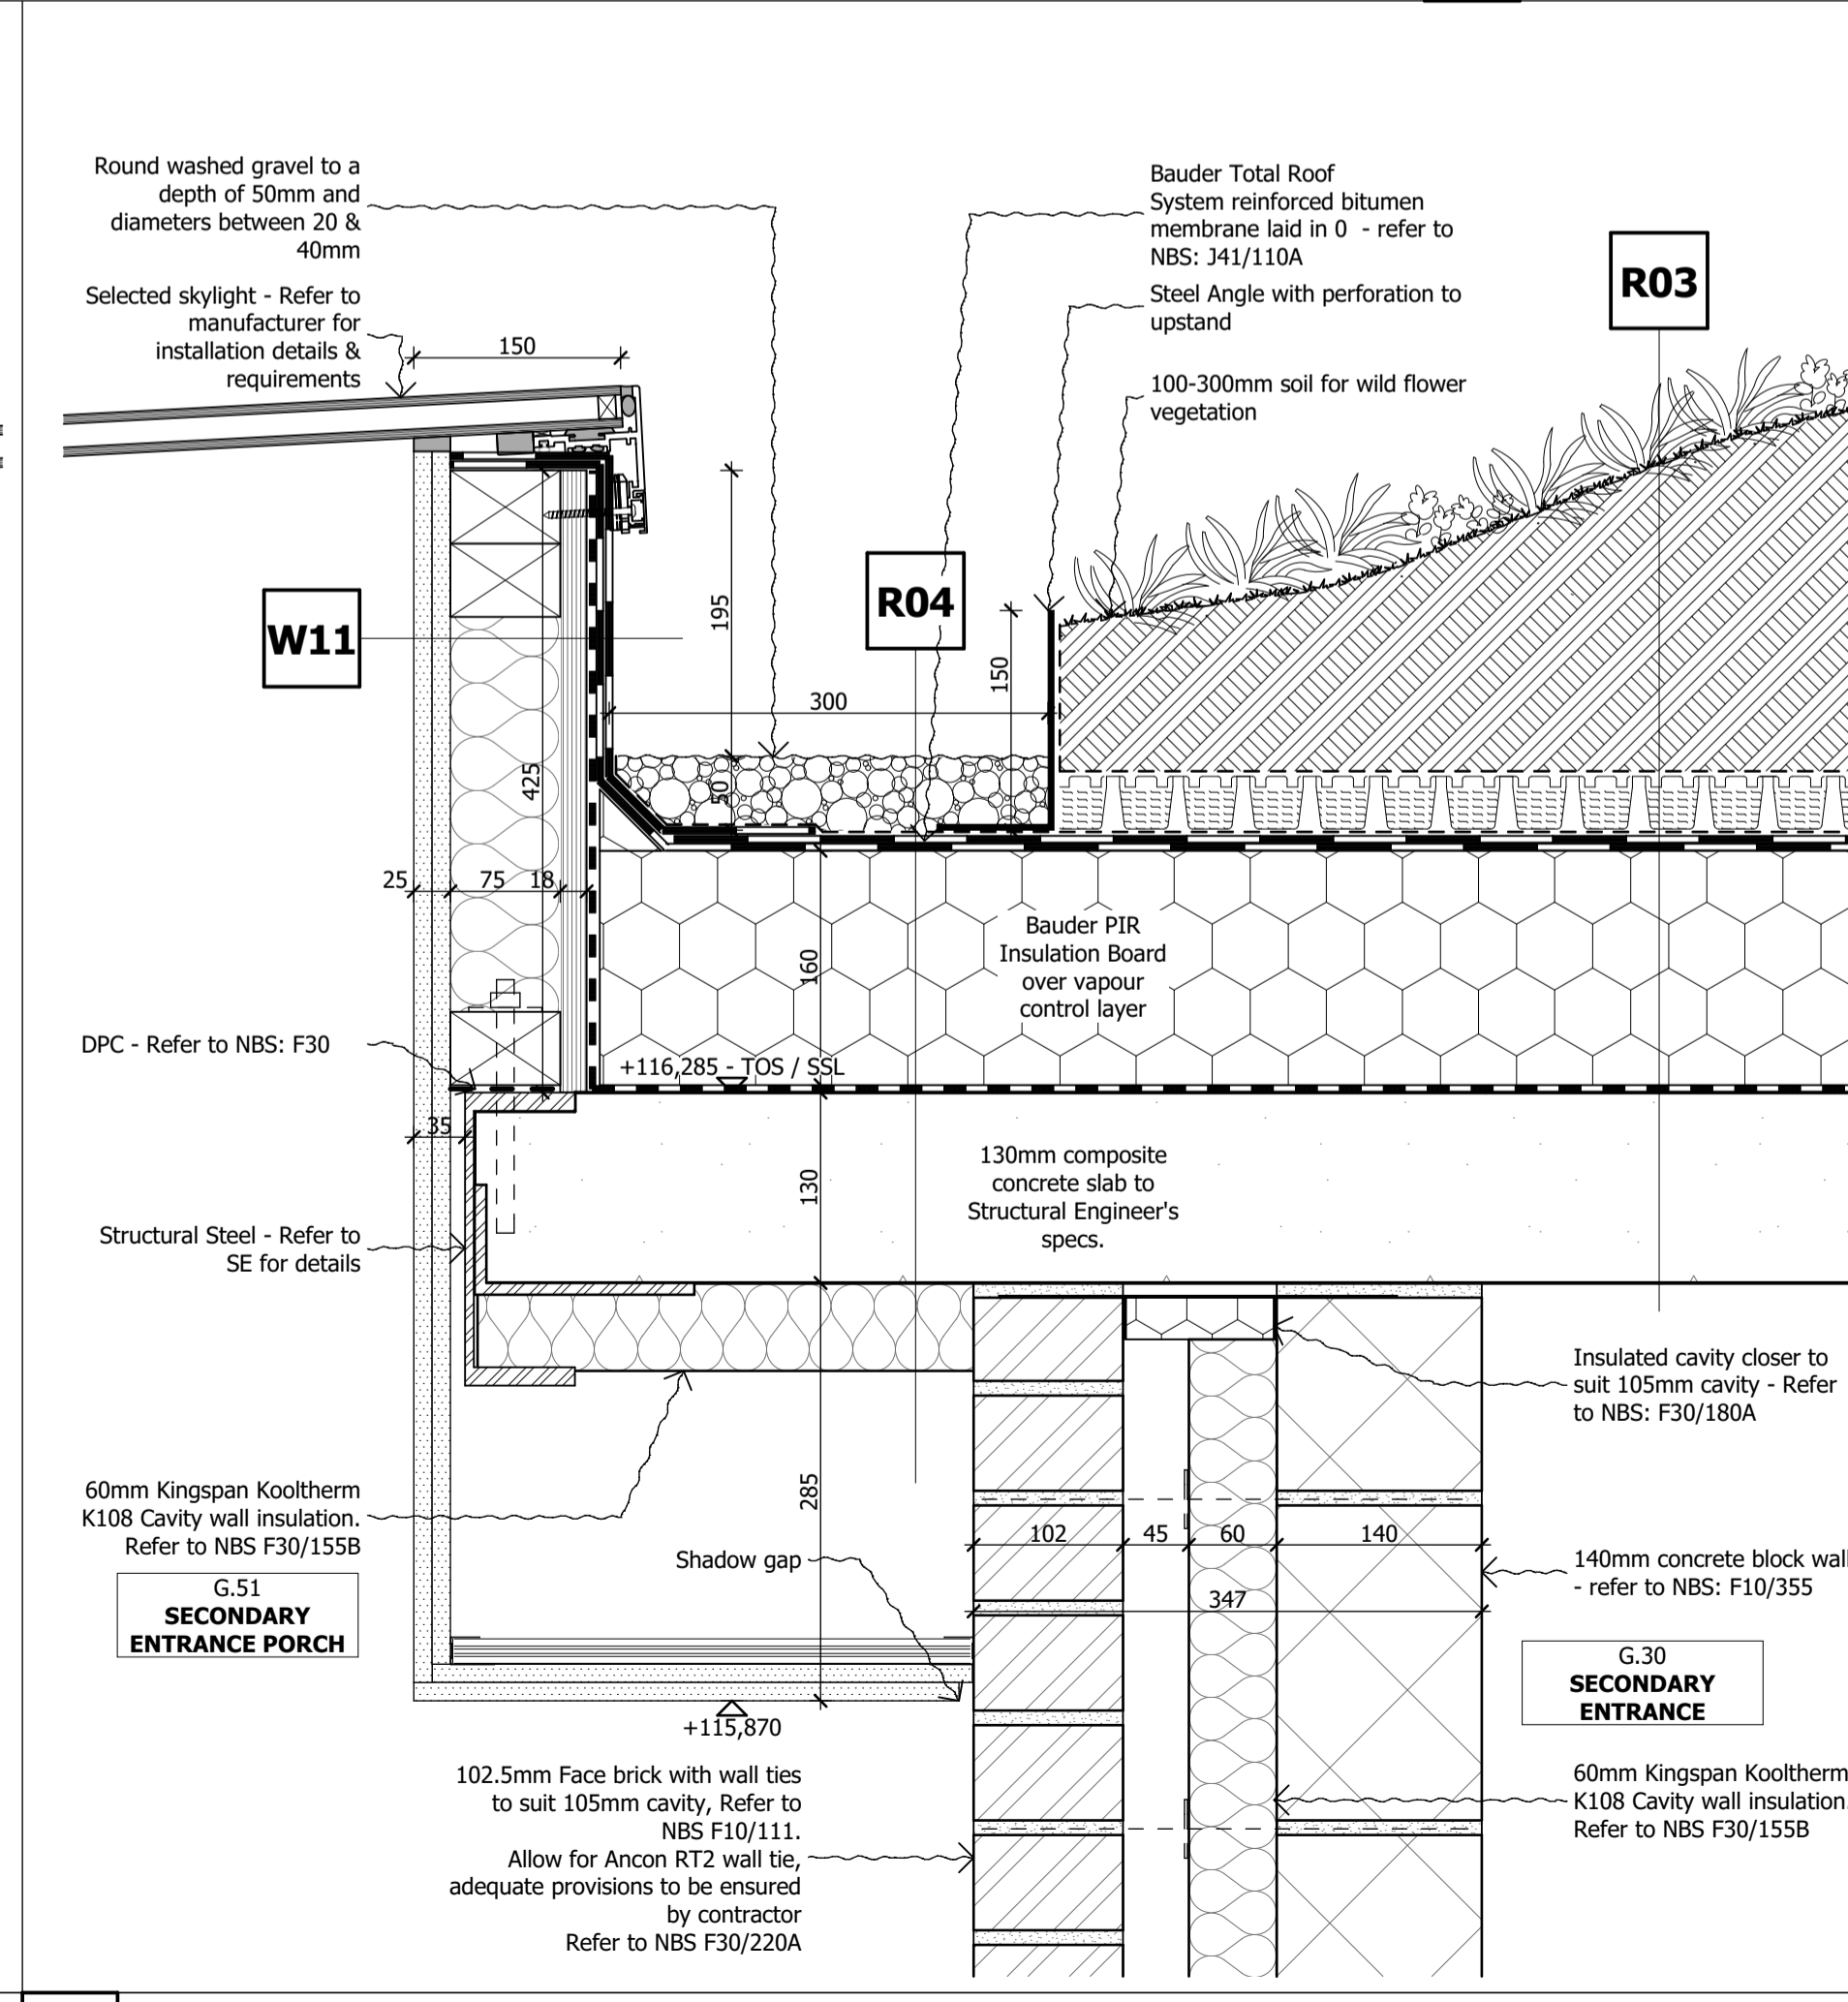 Round washed gravel to a
depth of 50mm and
diameters between 20 &
40mm
Selected skylight - Refer to
manufacturer for
installation details &
requirements
150
Bauder Total Roof
System reinforced bitumen
membrane laid in 0 - refer to
NBS: J41/110A
Steel Angle with perforation to
upstand
100-300mm soil for wild flower
vegetation
R03
R04
W11
195
150
300
50
425
25
75
18
160
Bauder PIR
Insulation Board
over vapour
control layer
DPC - Refer to NBS: F30
+116,285 - TOS / SSL
35
130
130mm composite
concrete slab to
Structural Engineer's
specs.
Structural Steel - Refer to
SE for details
Insulated cavity closer to
suit 105mm cavity - Refer
to NBS: F30/180A
60mm Kingspan Kooltherm
K108 Cavity wall insulation.
Refer to NBS F30/155B
285
102
45
60
140
347
Shadow gap
140mm concrete block wall
- refer to NBS: F10/355
G.51
SECONDARY
ENTRANCE PORCH
G.30
SECONDARY
ENTRANCE
+115,870
102.5mm Face brick with wall ties
to suit 105mm cavity, Refer to
NBS F10/111.
Allow for Ancon RT2 wall tie,
adequate provisions to be ensured
by contractor
Refer to NBS F30/220A
60mm Kingspan Kooltherm
K108 Cavity wall insulation
Refer to NBS F30/155B